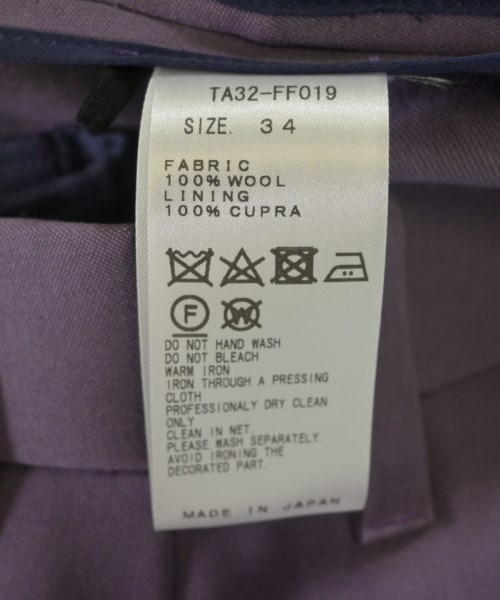 TA32-FF019
SIZE. 34
FABRIC
100% WOOL
LINING
100% CUPRA
F W
DO NOT HAND WASH
DO NOT BLEACH
WARM IRON
IRON THROUGH A PRESSING
CLOTH
PROFESSIONALY DRY CLEAN
ONLY
CLEAN IN NET.
PLEASE WASH SEPARATELY.
AVOID IRONING THE
DECORATED PART.
MADE IN JAPAN